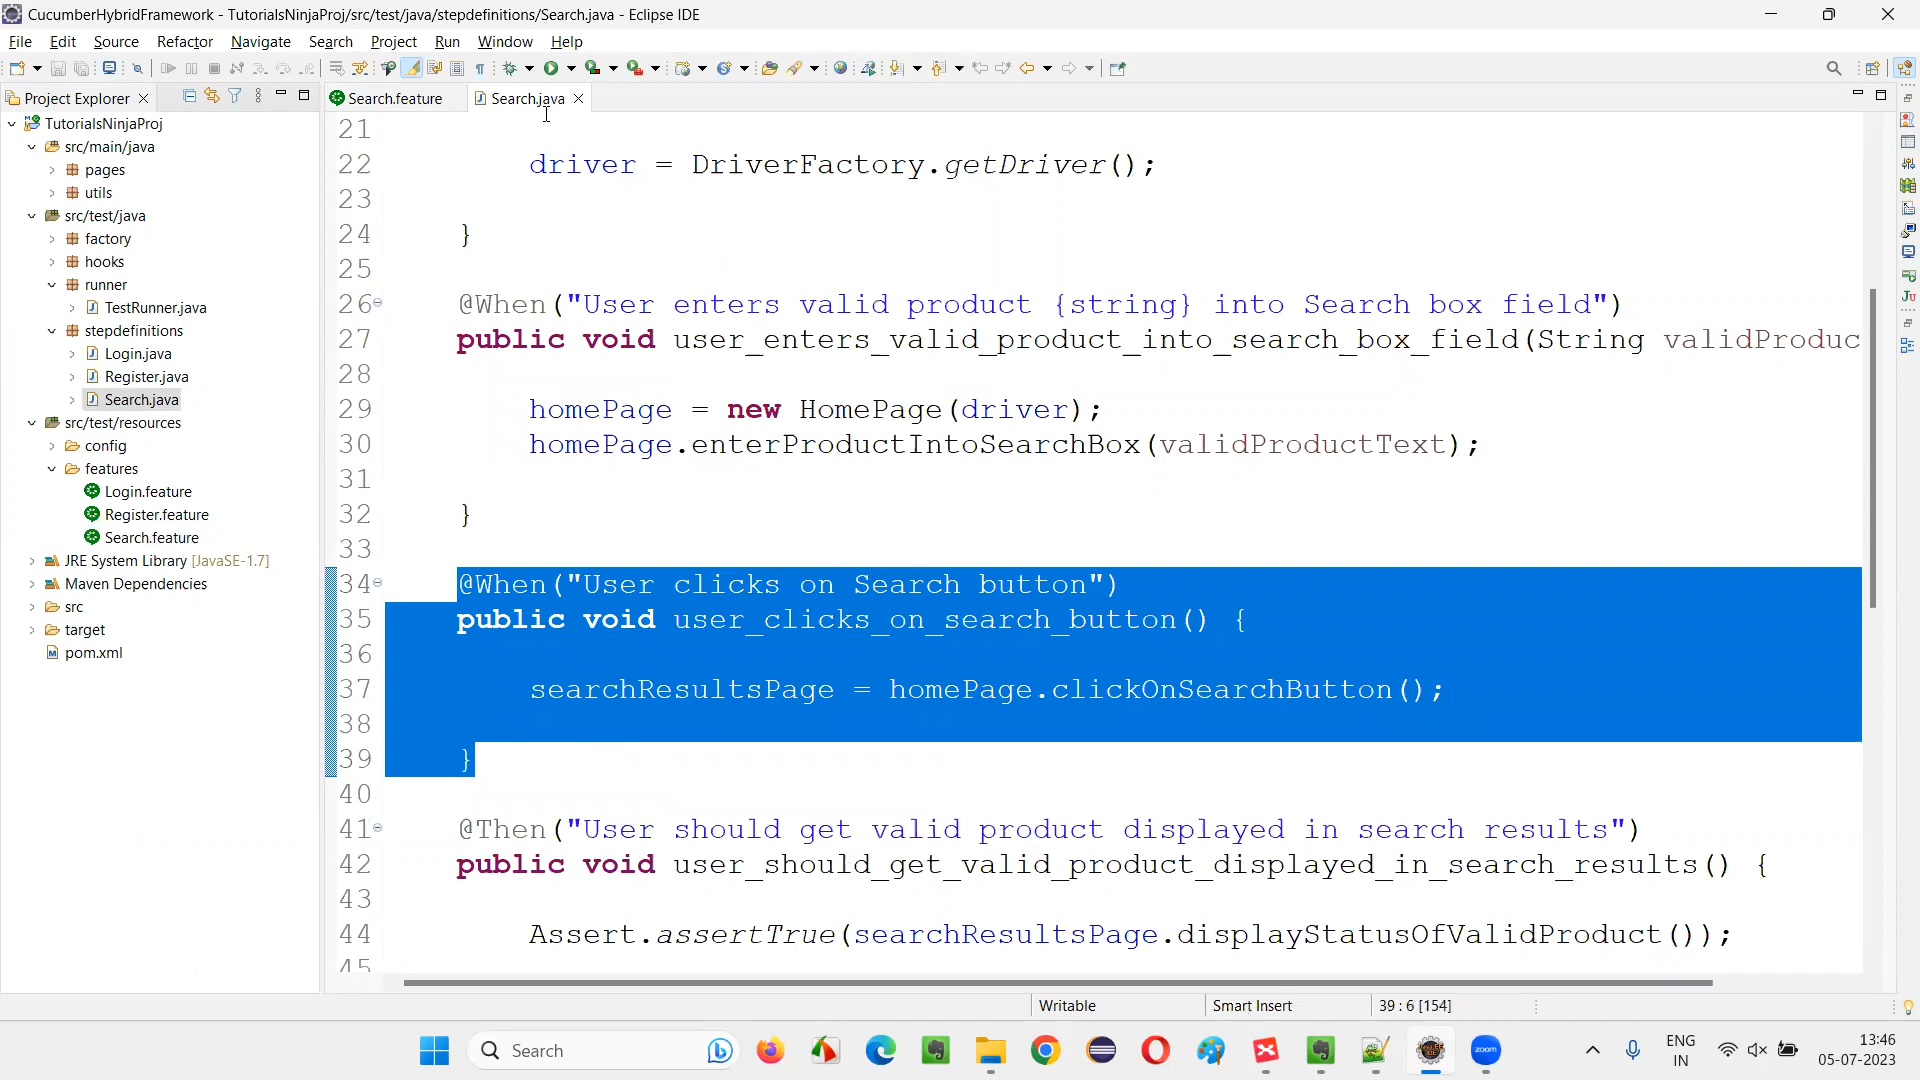 CucumberHybridFramework - TutorialsNinjaProj/src/test/java/stepdefinitions/Search.java - Eclipse IDE
File Edit Source Refactor Navigate Search Project Run Window Help
Project Explorer
Search.feature
Search.java
TutorialsNinjaProj
src/main/java
pages
utils
src/test/java
factory
hooks
runner
TestRunner.java
stepdefinitions
Login.java
Register.java
Search.java
src/test/resources
config
features
Login.feature
Register.feature
Search.feature
JRE System Library [JavaSE-1.7]
Maven Dependencies
src
target
pom.xml
21
22 driver = DriverFactory.getDriver();
23
24 }
25
26 @When("User enters valid product {string} into Search box field")
27 public void user_enters_valid_product_into_search_box_field(String validProduc
28
29 homePage = new HomePage(driver);
30 homePage.enterProductIntoSearchBox(validProductText);
31
32 }
33
34 @When("User clicks on Search button")
35 public void user_clicks_on_search_button() {
36
37 searchResultsPage = homePage.clickOnSearchButton();
38
39 }
40
41 @Then("User should get valid product displayed in search results")
42 public void user_should_get_valid_product_displayed_in_search_results() {
43
44 Assert.assertTrue(searchResultsPage.displayStatusOfValidProduct());
45
Writable
Smart Insert
39 : 6 [154]
Search
zoom
ENG
IN
13:46
05-07-2023